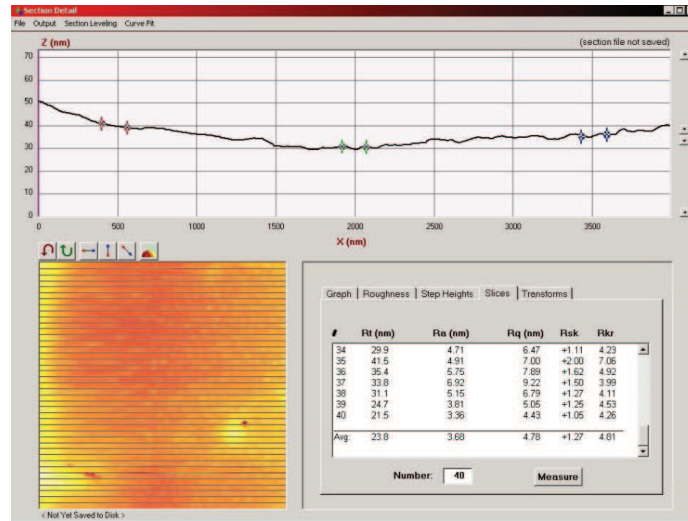 Section Detail
File Output Section Leveling Curve Fit
Z (nm) (section file not saved)
70
60
50
40
30
20
10
0
0 500 1000 1500 2000 2500 3000 3500
X (nm)
Graph Roughness Step Heights Slices Transforms
# Rt (nm) Ra (nm) Rq (nm) Rsk Rkr
34 29.9 4.71 6.47 +1.11 4.23
35 41.5 4.91 7.00 +2.00 7.06
36 35.4 5.75 7.89 +1.62 4.92
37 33.8 6.92 9.22 +1.50 3.99
38 31.1 5.15 6.79 +1.27 4.11
39 24.7 3.81 5.05 +1.25 4.53
40 21.5 3.36 4.43 +1.05 4.26
Avg: 23.8 3.68 4.78 +1.27 4.81
Number: 40 Measure
< Not Yet Saved to Disk >